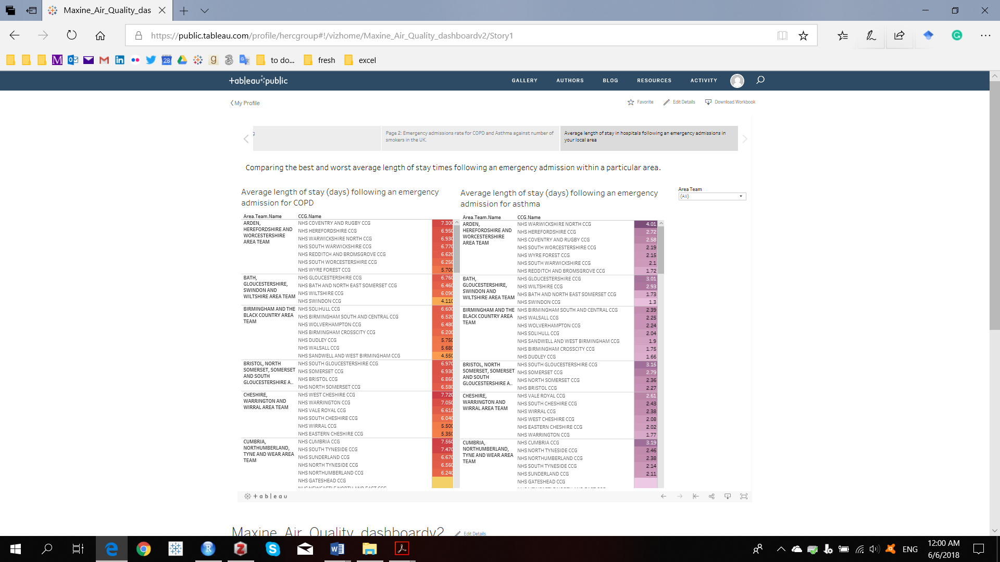 Maxine_Air_Quality_das
https://public.tableau.com/profile/hercgroup#!/vizhome/Maxine_Air_Quality_dashboardv2/Story1
to do... fresh excel
+ableau public
GALLERY AUTHORS BLOG RESOURCES ACTIVITY
My Profile
Favorite Edit Details Download Workbook
Page 2: Emergency admissions rate for COPD and Asthma against number of
smokers in the UK.
Average length of stay in hospitals following an emergency admissions in
your local area
Comparing the best and worst average length of stay times following an emergency admission within a particular area.
Average length of stay (days) following an emergency
admission for COPD
Area.Team.Name CCG.Name
ARDEN,
HEREFORDSHIRE AND
WORCESTERSHIRE
AREA TEAM
NHS COVENTRY AND RUGBY CCG 7.300
NHS HEREFORDSHIRE CCG 6.950
NHS WARWICKSHIRE NORTH CCG 6.930
NHS SOUTH WARWICKSHIRE CCG 6.770
NHS REDDITCH AND BROMSGROVE CCG 6.620
NHS SOUTH WORCESTERSHIRE CCG 6.250
NHS WYRE FOREST CCG 5.700
BATH,
GLOUCESTERSHIRE,
SWINDON AND
WILTSHIRE AREA TEAM
NHS GLOUCESTERSHIRE CCG 6.760
NHS BATH AND NORTH EAST SOMERSET CCG 6.460
NHS WILTSHIRE CCG 6.090
NHS SWINDON CCG 4.110
BIRMINGHAM AND THE
BLACK COUNTRY AREA
TEAM
NHS SOLIHULL CCG 6.600
NHS BIRMINGHAM SOUTH AND CENTRAL CCG 6.520
NHS WOLVERHAMPTON CCG 6.480
NHS BIRMINGHAM CROSSCITY CCG 6.200
NHS DUDLEY CCG 5.750
NHS WALSALL CCG 5.680
NHS SANDWELL AND WEST BIRMINGHAM CCG 4.550
BRISTOL, NORTH
SOMERSET, SOMERSET
AND SOUTH
GLOUCESTERSHIRE A..
NHS SOUTH GLOUCESTERSHIRE CCG 6.970
NHS SOMERSET CCG 6.930
NHS BRISTOL CCG 6.860
NHS NORTH SOMERSET CCG 6.580
CHESHIRE,
WARRINGTON AND
WIRRAL AREA TEAM
NHS WEST CHESHIRE CCG 7.720
NHS WARRINGTON CCG 7.050
NHS VALE ROYAL CCG 6.610
NHS SOUTH CHESHIRE CCG 6.040
NHS WIRRAL CCG 5.500
NHS EASTERN CHESHIRE CCG 5.350
CUMBRIA,
NORTHUMBERLAND,
TYNE AND WEAR AREA
TEAM
NHS CUMBRIA CCG 7.560
NHS SOUTH TYNESIDE CCG 7.470
NHS SUNDERLAND CCG 6.670
NHS NORTH TYNESIDE CCG 6.560
NHS NORTHUMBERLAND CCG 6.240
NHS GATESHEAD CCG
Average length of stay (days) following an emergency
admission for asthma
Area.Team.Name CCG.Name
ARDEN,
HEREFORDSHIRE AND
WORCESTERSHIRE
AREA TEAM
NHS WARWICKSHIRE NORTH CCG 4.01
NHS HEREFORDSHIRE CCG 2.72
NHS COVENTRY AND RUGBY CCG 2.58
NHS SOUTH WORCESTERSHIRE CCG 2.19
NHS WYRE FOREST CCG 2.15
NHS SOUTH WARWICKSHIRE CCG 2.1
NHS REDDITCH AND BROMSGROVE CCG 1.72
BATH,
GLOUCESTERSHIRE,
SWINDON AND
WILTSHIRE AREA TEAM
NHS GLOUCESTERSHIRE CCG 3.01
NHS WILTSHIRE CCG 2.93
NHS BATH AND NORTH EAST SOMERSET CCG 1.73
NHS SWINDON CCG 1.3
BIRMINGHAM AND THE
BLACK COUNTRY AREA
TEAM
NHS BIRMINGHAM SOUTH AND CENTRAL CCG 2.39
NHS WALSALL CCG 2.25
NHS WOLVERHAMPTON CCG 2.24
NHS SOLIHULL CCG 2.04
NHS SANDWELL AND WEST BIRMINGHAM CCG 1.9
NHS BIRMINGHAM CROSSCITY CCG 1.75
NHS DUDLEY CCG 1.66
BRISTOL, NORTH
SOMERSET, SOMERSET
AND SOUTH
GLOUCESTERSHIRE A..
NHS SOUTH GLOUCESTERSHIRE CCG 3.15
NHS SOMERSET CCG 2.79
NHS NORTH SOMERSET CCG 2.36
NHS BRISTOL CCG 2.27
CHESHIRE,
WARRINGTON AND
WIRRAL AREA TEAM
NHS VALE ROYAL CCG 2.61
NHS SOUTH CHESHIRE CCG 2.43
NHS WIRRAL CCG 2.38
NHS WEST CHESHIRE CCG 2.08
NHS EASTERN CHESHIRE CCG 2.02
NHS WARRINGTON CCG 1.77
CUMBRIA,
NORTHUMBERLAND,
TYNE AND WEAR AREA
TEAM
NHS CUMBRIA CCG 3.19
NHS NORTH TYNESIDE CCG 2.46
NHS NORTHUMBERLAND CCG 2.38
NHS SOUTH TYNESIDE CCG 2.14
NHS SUNDERLAND CCG 2.11
NHS GATESHEAD CCG
Area Team
(All)
+ableau
Maxine_Air_Quality_dashboardv2 Edit Details
ENG
12:00 AM
6/6/2018